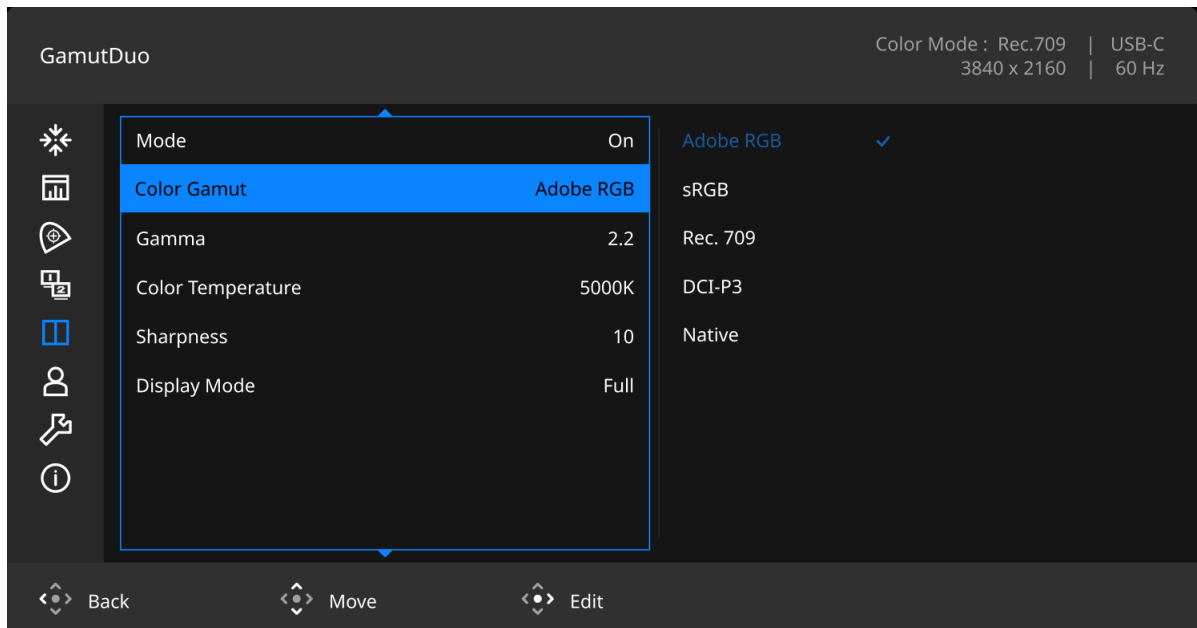 GamutDuo
Color Mode : Rec.709 | USB-C
3840 x 2160 | 60 Hz
Mode On
Color Gamut Adobe RGB
Gamma 2.2
Color Temperature 5000K
Sharpness 10
Display Mode Full
Adobe RGB
sRGB
Rec. 709
DCI-P3
Native
Back Move Edit